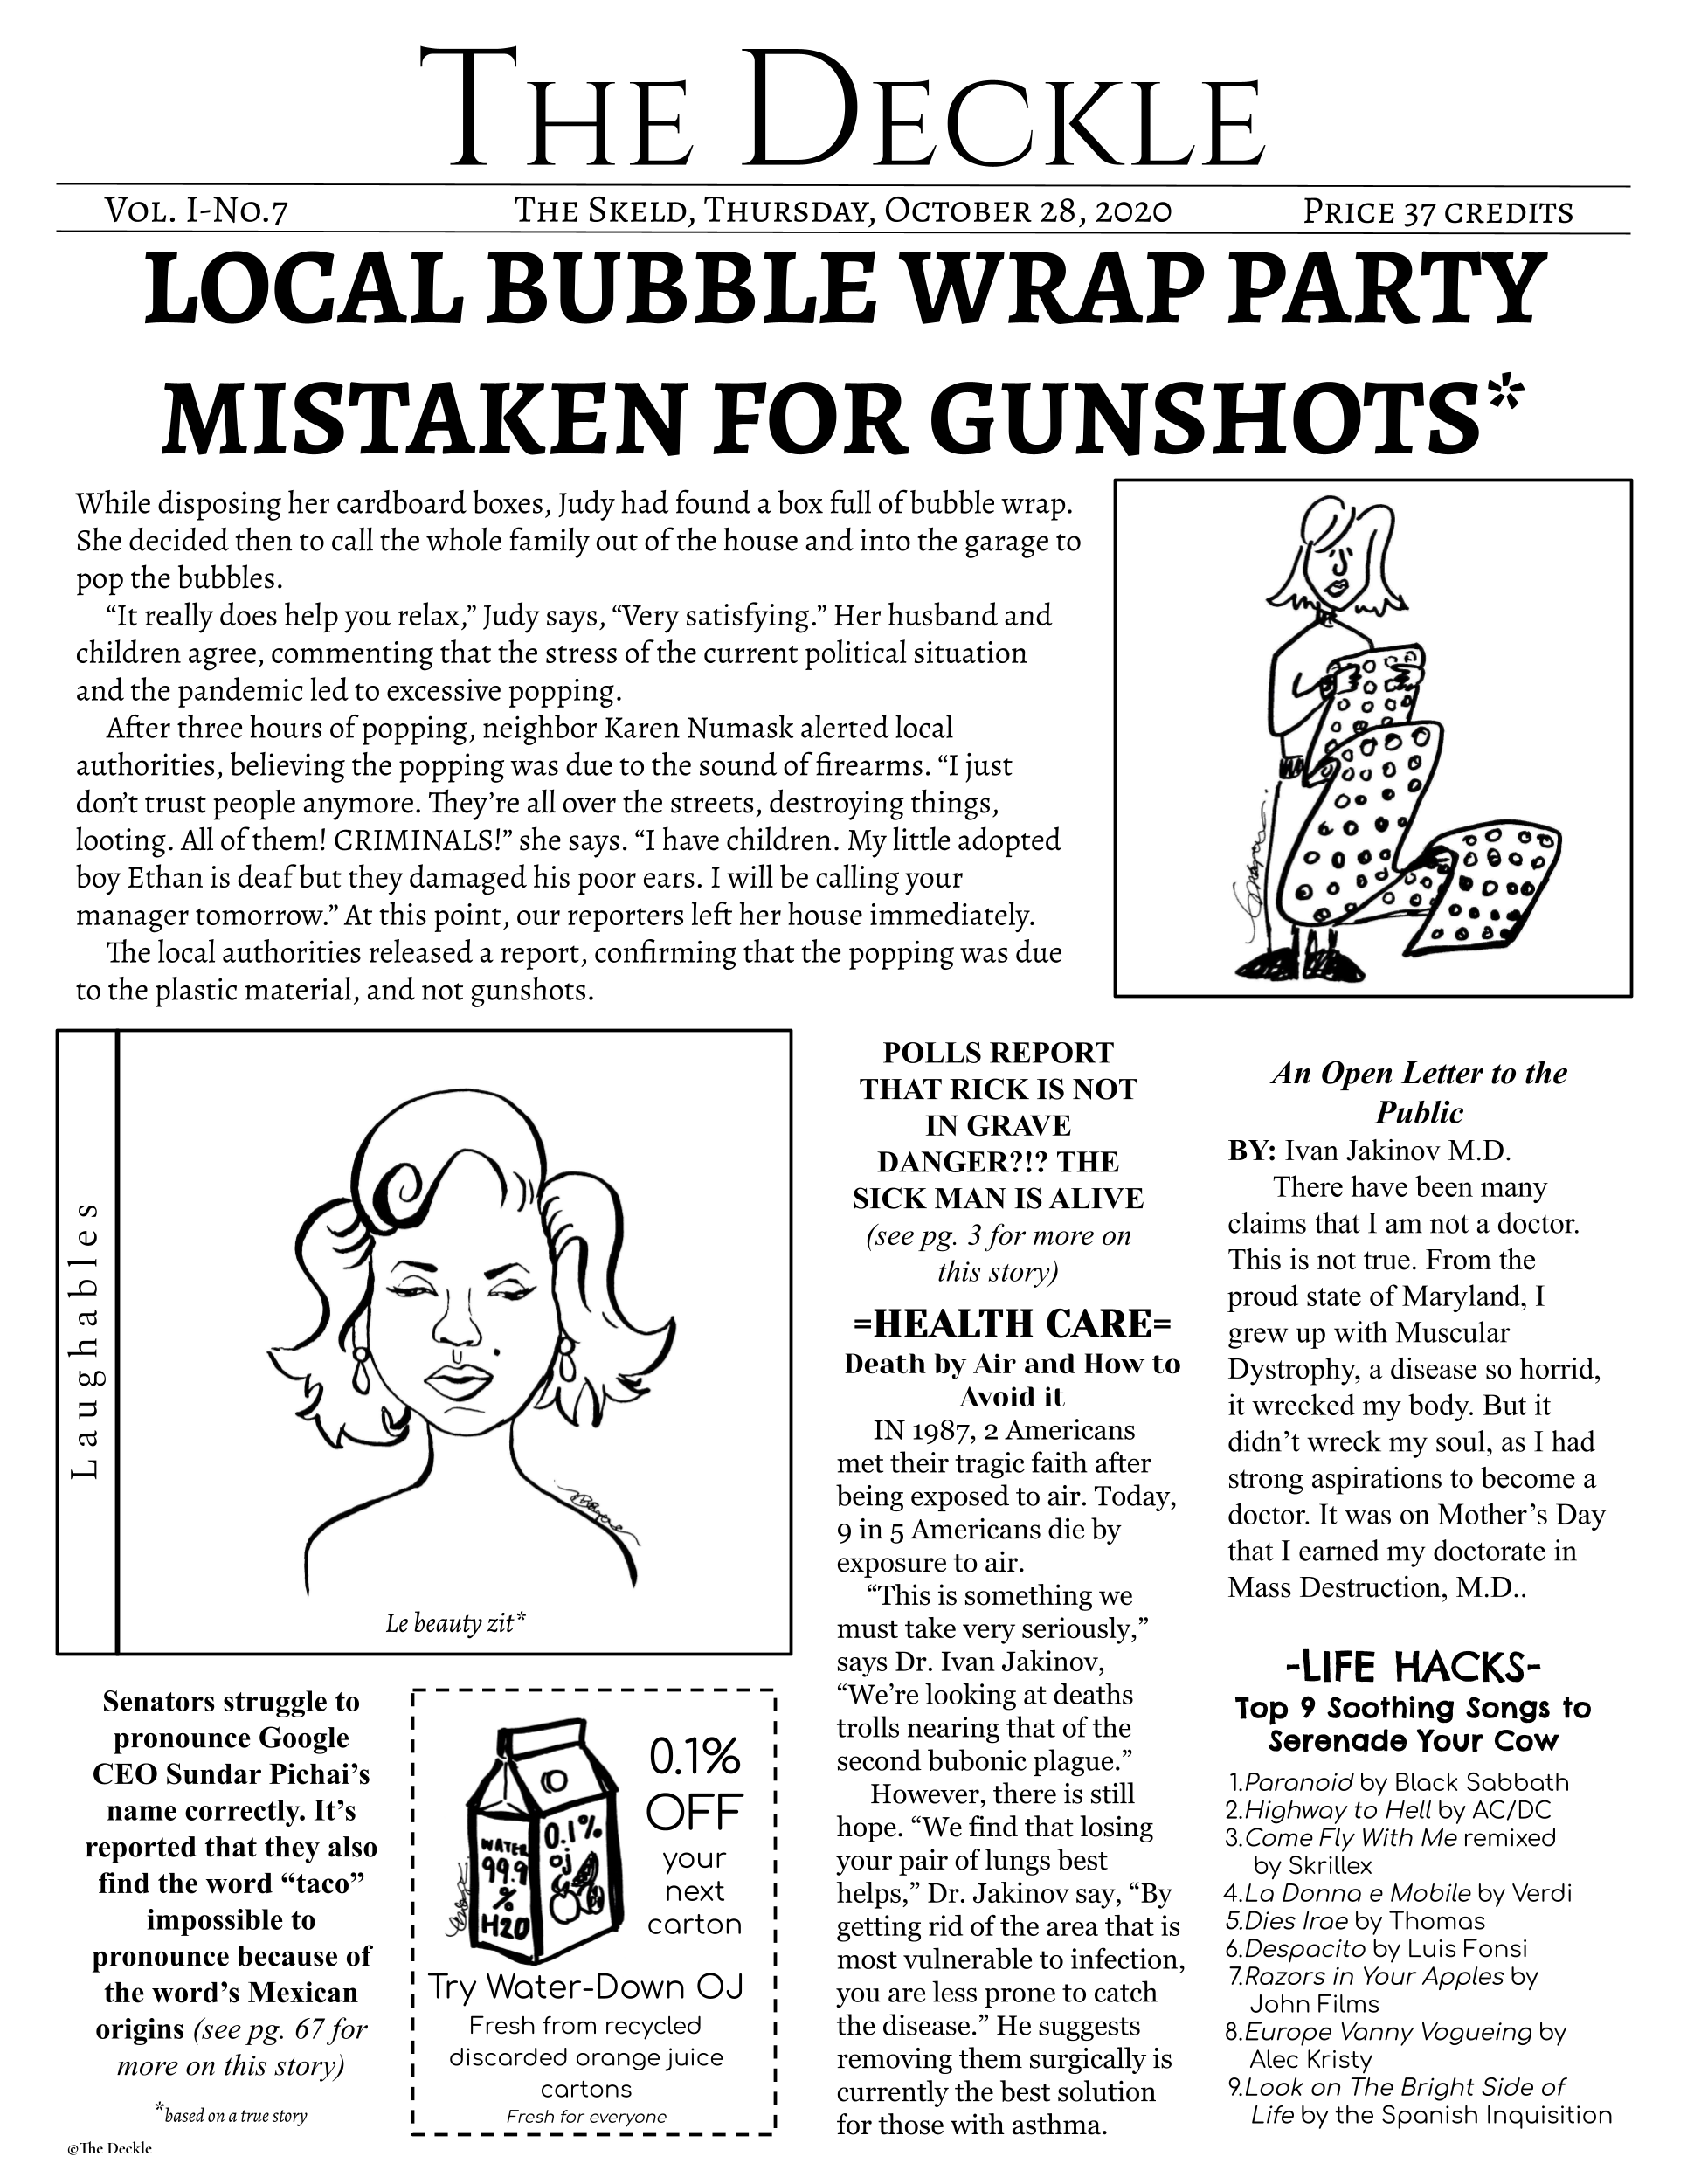 THE DECKLE
VOL. I-NO.7
THE SKELD, THURSDAY, OCTOBER 28, 2020
PRICE 37 CREDITS
LOCAL BUBBLE WRAP PARTY
MISTAKEN FOR GUNSHOTS*
While disposing her cardboard boxes, Judy had found a box full of bubble wrap.
She decided then to call the whole family out of the house and into the garage to
pop the bubbles.
“It really does help you relax,” Judy says, “Very satisfying.” Her husband and
children agree, commenting that the stress of the current political situation
and the pandemic led to excessive popping.
After three hours of popping, neighbor Karen Numask alerted local
authorities, believing the popping was due to the sound of firearms. “I just
don’t trust people anymore. They’re all over the streets, destroying things,
looting. All of them! CRIMINALS!” she says. “I have children. My little adopted
boy Ethan is deaf but they damaged his poor ears. I will be calling your
manager tomorrow.” At this point, our reporters left her house immediately.
The local authorities released a report, confirming that the popping was due
to the plastic material, and not gunshots.
Laughables
Le beauty zit*
Senators struggle to
pronounce Google
CEO Sundar Pichai’s
name correctly. It’s
reported that they also
find the word “taco”
impossible to
pronounce because of
the word’s Mexican
origins (see pg. 67 for
more on this story)
*based on a true story
©The Deckle
WATER
99.9
%
H2O
0.1%
OJ
0.1%
OFF
your
next
carton
Try Water-Down OJ
Fresh from recycled
discarded orange juice
cartons
Fresh for everyone
POLLS REPORT
THAT RICK IS NOT
IN GRAVE
DANGER?!? THE
SICK MAN IS ALIVE
(see pg. 3 for more on
this story)
=HEALTH CARE=
Death by Air and How to
Avoid it
IN 1987, 2 Americans
met their tragic faith after
being exposed to air. Today,
9 in 5 Americans die by
exposure to air.
“This is something we
must take very seriously,”
says Dr. Ivan Jakinov,
“We’re looking at deaths
trolls nearing that of the
second bubonic plague.”
However, there is still
hope. “We find that losing
your pair of lungs best
helps,” Dr. Jakinov say, “By
getting rid of the area that is
most vulnerable to infection,
you are less prone to catch
the disease.” He suggests
removing them surgically is
currently the best solution
for those with asthma.
An Open Letter to the
Public
BY: Ivan Jakinov M.D.
There have been many
claims that I am not a doctor.
This is not true. From the
proud state of Maryland, I
grew up with Muscular
Dystrophy, a disease so horrid,
it wrecked my body. But it
didn’t wreck my soul, as I had
strong aspirations to become a
doctor. It was on Mother’s Day
that I earned my doctorate in
Mass Destruction, M.D..
-LIFE HACKS-
Top 9 Soothing Songs to
Serenade Your Cow
1.Paranoid by Black Sabbath
2.Highway to Hell by AC/DC
3.Come Fly With Me remixed
by Skrillex
4.La Donna e Mobile by Verdi
5.Dies Irae by Thomas
6.Despacito by Luis Fonsi
7.Razors in Your Apples by
John Films
8.Europe Vanny Vogueing by
Alec Kristy
9.Look on The Bright Side of
Life by the Spanish Inquisition